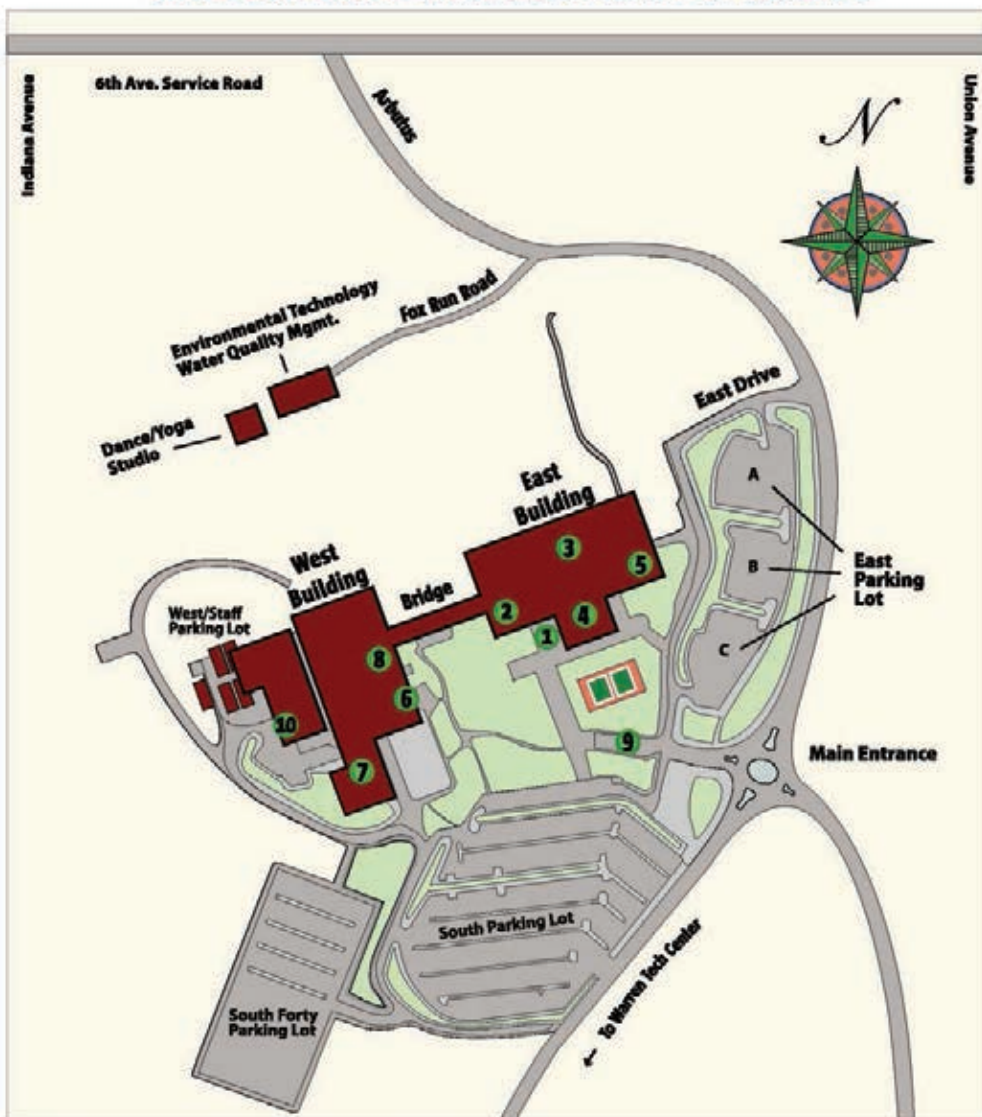 6th Ave. Service Road
Indiana Avenue
Union Avenue
Arbutus
N
Environmental Technology
Water Quality Mgmt.
Fox Run Road
Dance/Yoga
Studio
East Drive
East
Building
A
B
C
East
Parking
Lot
West
Building
Bridge
West/Staff
Parking Lot
3
5
2
4
1
8
6
10
7
9
Main Entrance
South Parking Lot
South Forty
Parking Lot
← To Warren Tech Center